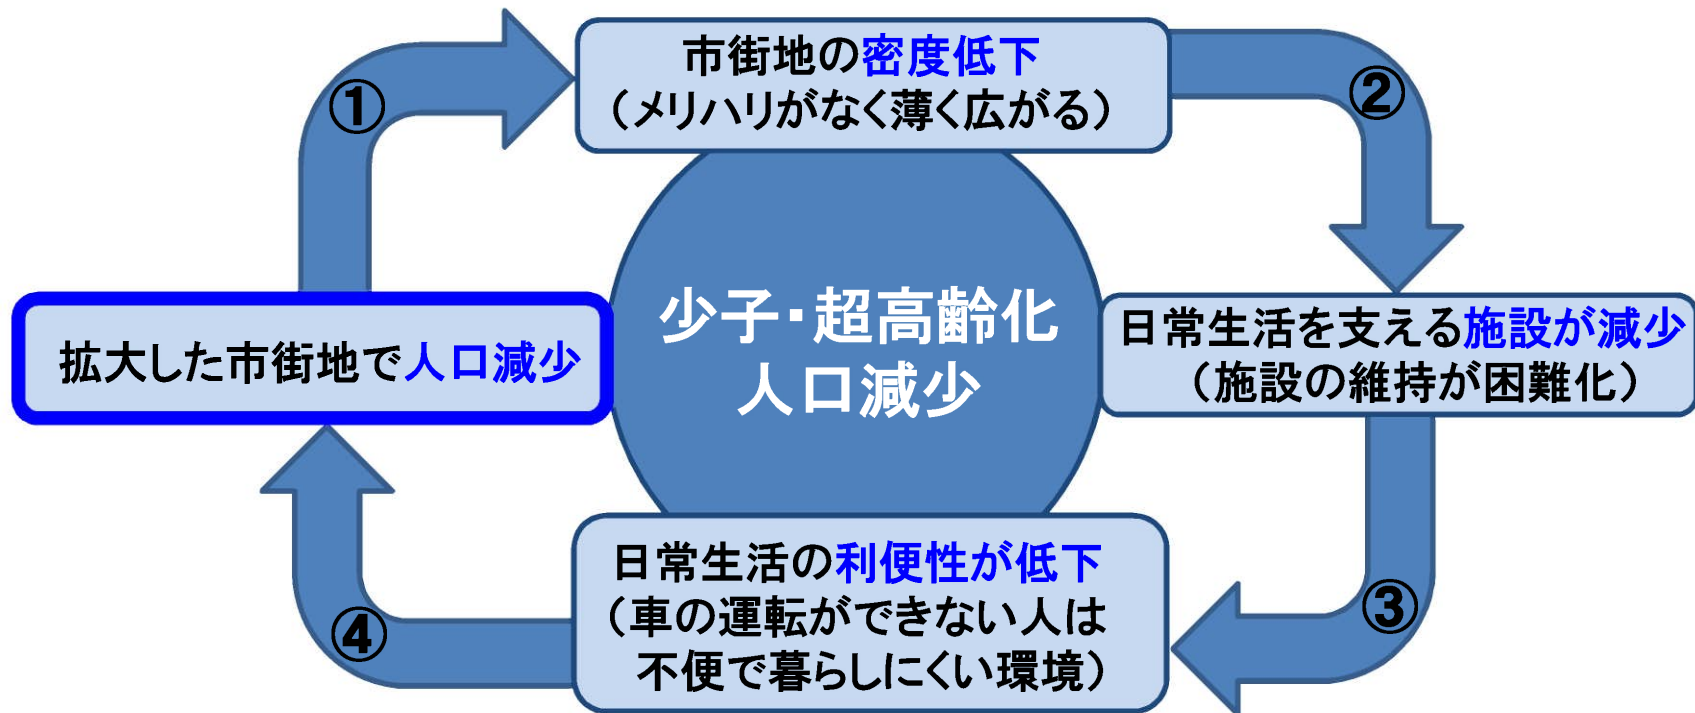 ①
市街地の密度低下
（メリハリがなく薄く広がる）
②
拡大した市街地で人口減少
少子・超高齢化
人口減少
日常生活を支える施設が減少
（施設の維持が困難化）
④
日常生活の利便性が低下
（車の運転ができない人は
不便で暮らしにくい環境）
③